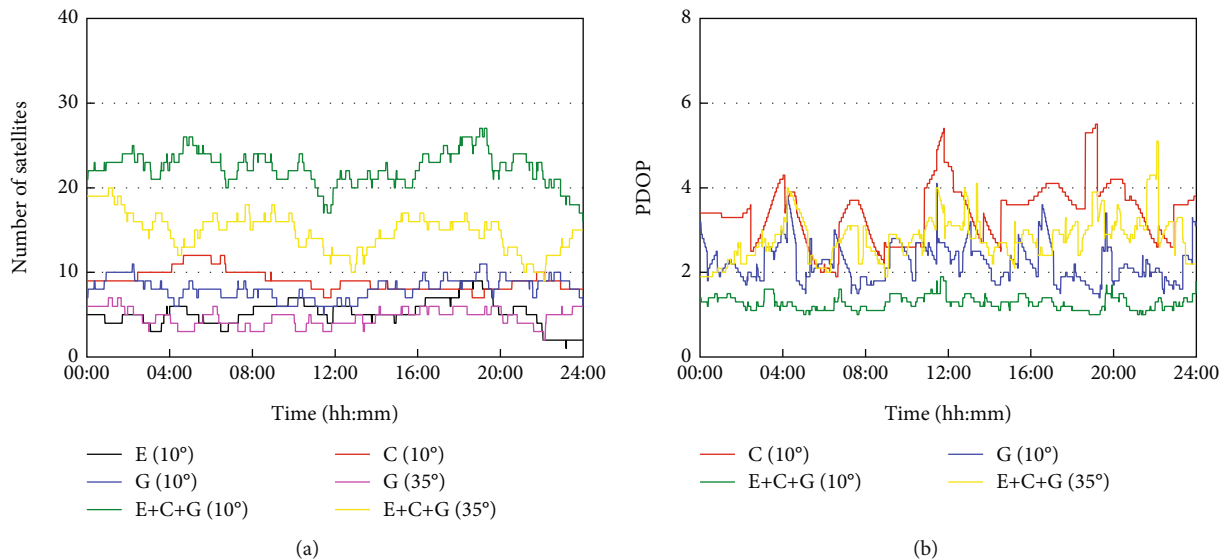 40
30
20
10
0
Number of satellites
00:00 04:00 08:00 12:00 16:00 20:00 24:00
Time (hh:mm)
E (10°) C (10°)
G (10°) G (35°)
E+C+G (10°) E+C+G (35°)
(a)
8
6
4
2
0
PDOP
00:00 04:00 08:00 12:00 16:00 20:00 24:00
Time (hh:mm)
C (10°) G (10°)
E+C+G (10°) E+C+G (35°)
(b)